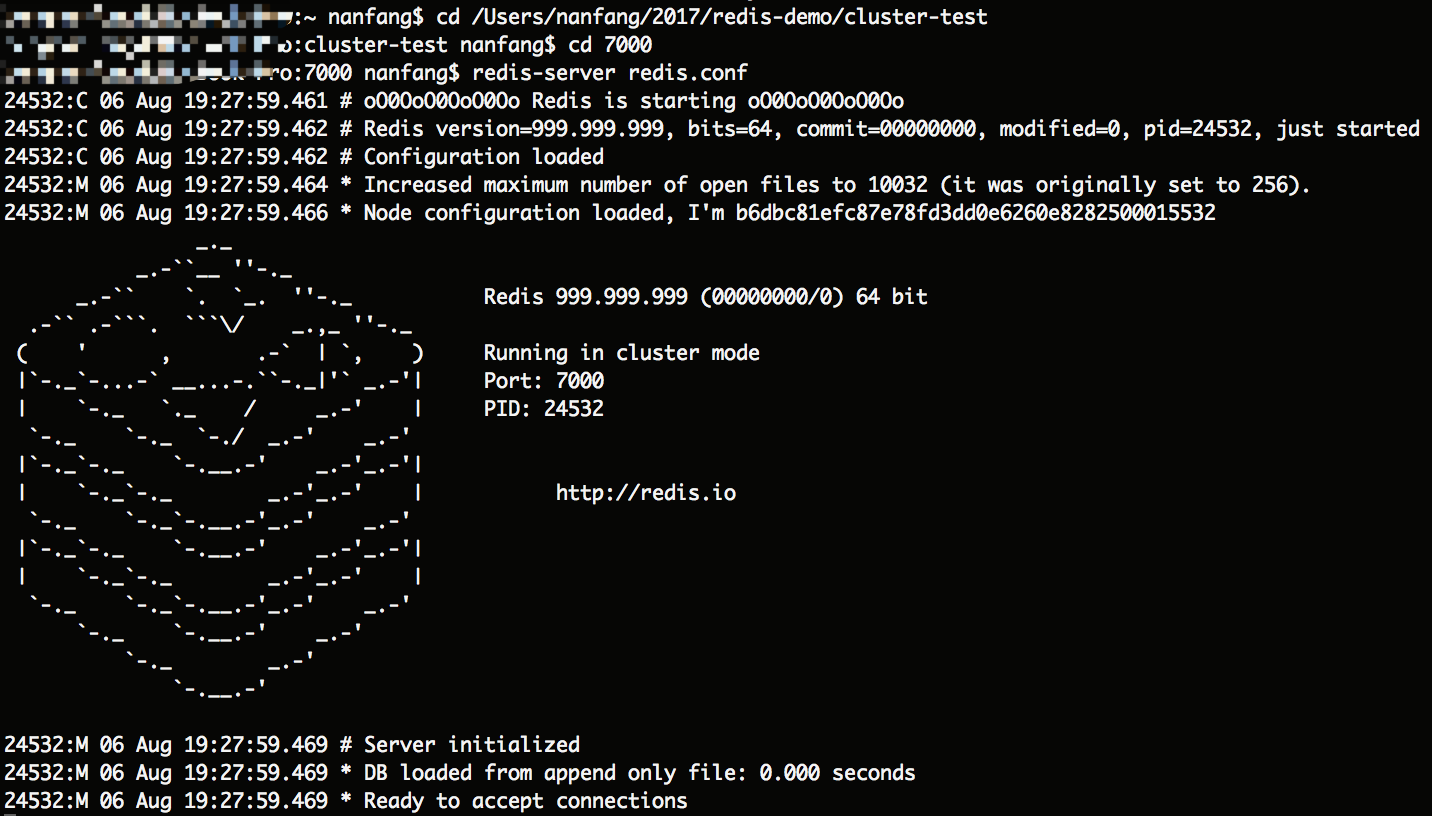 :~ nanfang$ cd /Users/nanfang/2017/redis-demo/cluster-test
o:cluster-test nanfang$ cd 7000
Pro:7000 nanfang$ redis-server redis.conf
24532:C 06 Aug 19:27:59.461 # oO0OoO0OoO0Oo Redis is starting oO0OoO0OoO0Oo
24532:C 06 Aug 19:27:59.462 # Redis version=999.999.999, bits=64, commit=00000000, modified=0, pid=24532, just started
24532:C 06 Aug 19:27:59.462 # Configuration loaded
24532:M 06 Aug 19:27:59.464 * Increased maximum number of open files to 10032 (it was originally set to 256).
24532:M 06 Aug 19:27:59.466 * Node configuration loaded, I'm b6dbc81efc87e78fd3dd0e6260e8282500015532
Redis 999.999.999 (00000000/0) 64 bit
Running in cluster mode
Port: 7000
PID: 24532
http://redis.io
24532:M 06 Aug 19:27:59.469 # Server initialized
24532:M 06 Aug 19:27:59.469 * DB loaded from append only file: 0.000 seconds
24532:M 06 Aug 19:27:59.469 * Ready to accept connections